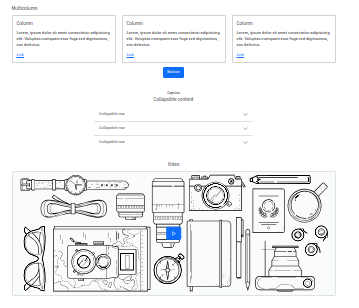 Multicolumn
Column
Lorem, ipsum dolor sit amet consectetur adipisicing
elit. Voluptas numquam esse fuga sed dignissimos,
eos delectus.
Link
Column
Lorem, ipsum dolor sit amet consectetur adipisicing
elit. Voluptas numquam esse fuga sed dignissimos,
eos delectus.
Link
Column
Lorem, ipsum dolor sit amet consectetur adipisicing
elit. Voluptas numquam esse fuga sed dignissimos,
eos delectus.
Link
Button
Caption
Collapsible content
Collapsible row
Collapsible row
Collapsible row
Video